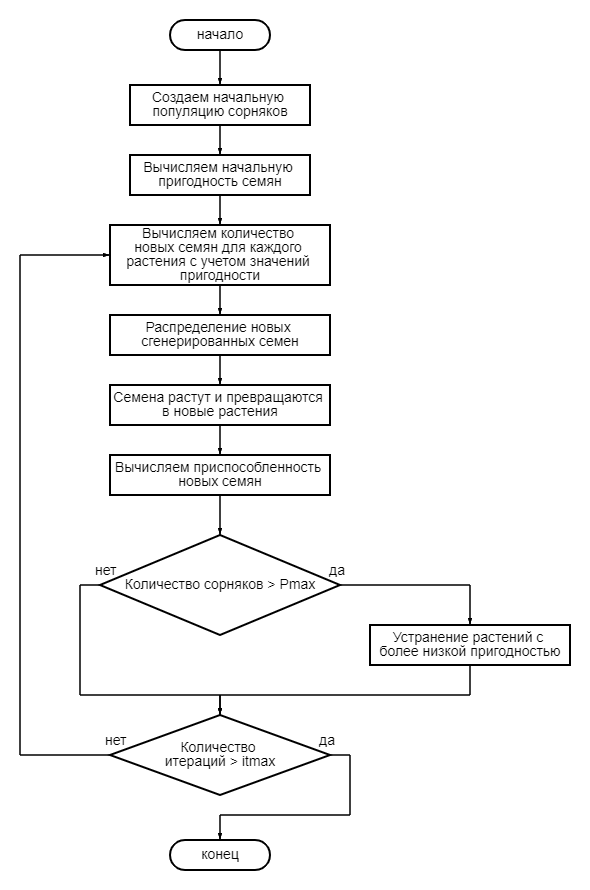 начало
Создаем начальную
популяцию сорняков
Вычисляем начальную
пригодность семян
Вычисляем количество
новых семян для каждого
растения с учетом значений
пригодности
Распределение новых
сгенерированных семен
Семена растут и превращаются
в новые растения
Вычисляем приспособленность
новых семян
нет
Количество сорняков > Pmax
да
Устранение растений с
более низкой пригодностью
нет
Количество
итераций > itmax
да
конец